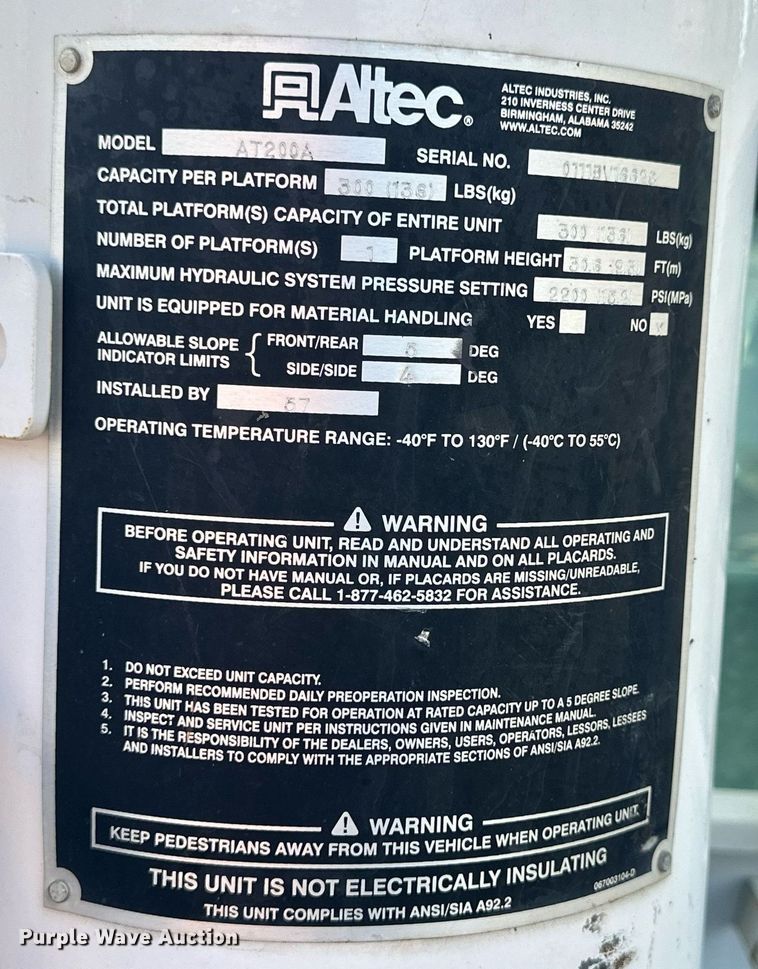 Altec®
ALTEC INDUSTRIES, INC.
210 INVERNESS CENTER DRIVE
BIRMINGHAM, ALABAMA 35242
WWW.ALTEC.COM
MODEL AT200A
SERIAL NO.
CAPACITY PER PLATFORM 300 (136) LBS(kg)
TOTAL PLATFORM(S) CAPACITY OF ENTIRE UNIT 300 (136) LBS(kg)
NUMBER OF PLATFORM(S) 1 PLATFORM HEIGHT FT(m)
MAXIMUM HYDRAULIC SYSTEM PRESSURE SETTING 2200 PSI(MPa)
UNIT IS EQUIPPED FOR MATERIAL HANDLING YES NO
ALLOWABLE SLOPE INDICATOR LIMITS { FRONT/REAR 5 DEG
SIDE/SIDE 4 DEG
INSTALLED BY 57
OPERATING TEMPERATURE RANGE: -40°F TO 130°F / (-40°C TO 55°C)
WARNING
BEFORE OPERATING UNIT, READ AND UNDERSTAND ALL OPERATING AND
SAFETY INFORMATION IN MANUAL AND ON ALL PLACARDS.
IF YOU DO NOT HAVE MANUAL OR, IF PLACARDS ARE MISSING/UNREADABLE,
PLEASE CALL 1-877-462-5832 FOR ASSISTANCE.
1. DO NOT EXCEED UNIT CAPACITY.
2. PERFORM RECOMMENDED DAILY PREOPERATION INSPECTION.
3. THIS UNIT HAS BEEN TESTED FOR OPERATION AT RATED CAPACITY UP TO A 5 DEGREE SLOPE.
4. INSPECT AND SERVICE UNIT PER INSTRUCTIONS GIVEN IN MAINTENANCE MANUAL.
5. IT IS THE RESPONSIBILITY OF THE DEALERS, OWNERS, USERS, OPERATORS, LESSORS, LESSEES
AND INSTALLERS TO COMPLY WITH THE APPROPRIATE SECTIONS OF ANSI/SIA A92.2.
WARNING
KEEP PEDESTRIANS AWAY FROM THIS VEHICLE WHEN OPERATING UNIT.
THIS UNIT IS NOT ELECTRICALLY INSULATING
067003104-D
THIS UNIT COMPLIES WITH ANSI/SIA A92.2
Purple Wave Auction